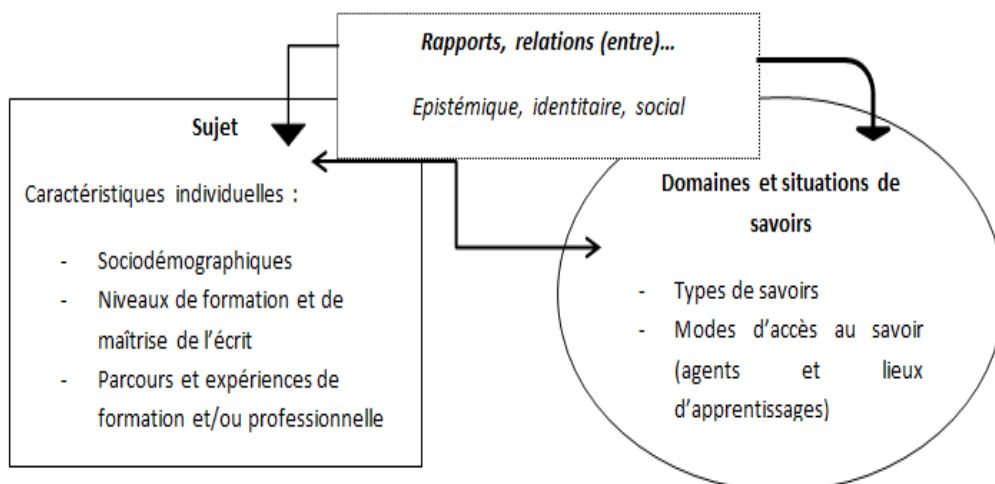 Rapports, relations (entre)...
Epistémique, identitaire, social
Sujet
Caractéristiques individuelles :
- Sociodémographiques
- Niveaux de formation et de
maîtrise de l'écrit
- Parcours et expériences de
formation et/ou professionnelle
Domaines et situations de
savoirs
- Types de savoirs
- Modes d'accès au savoir
(agents et lieux
d'apprentissages)